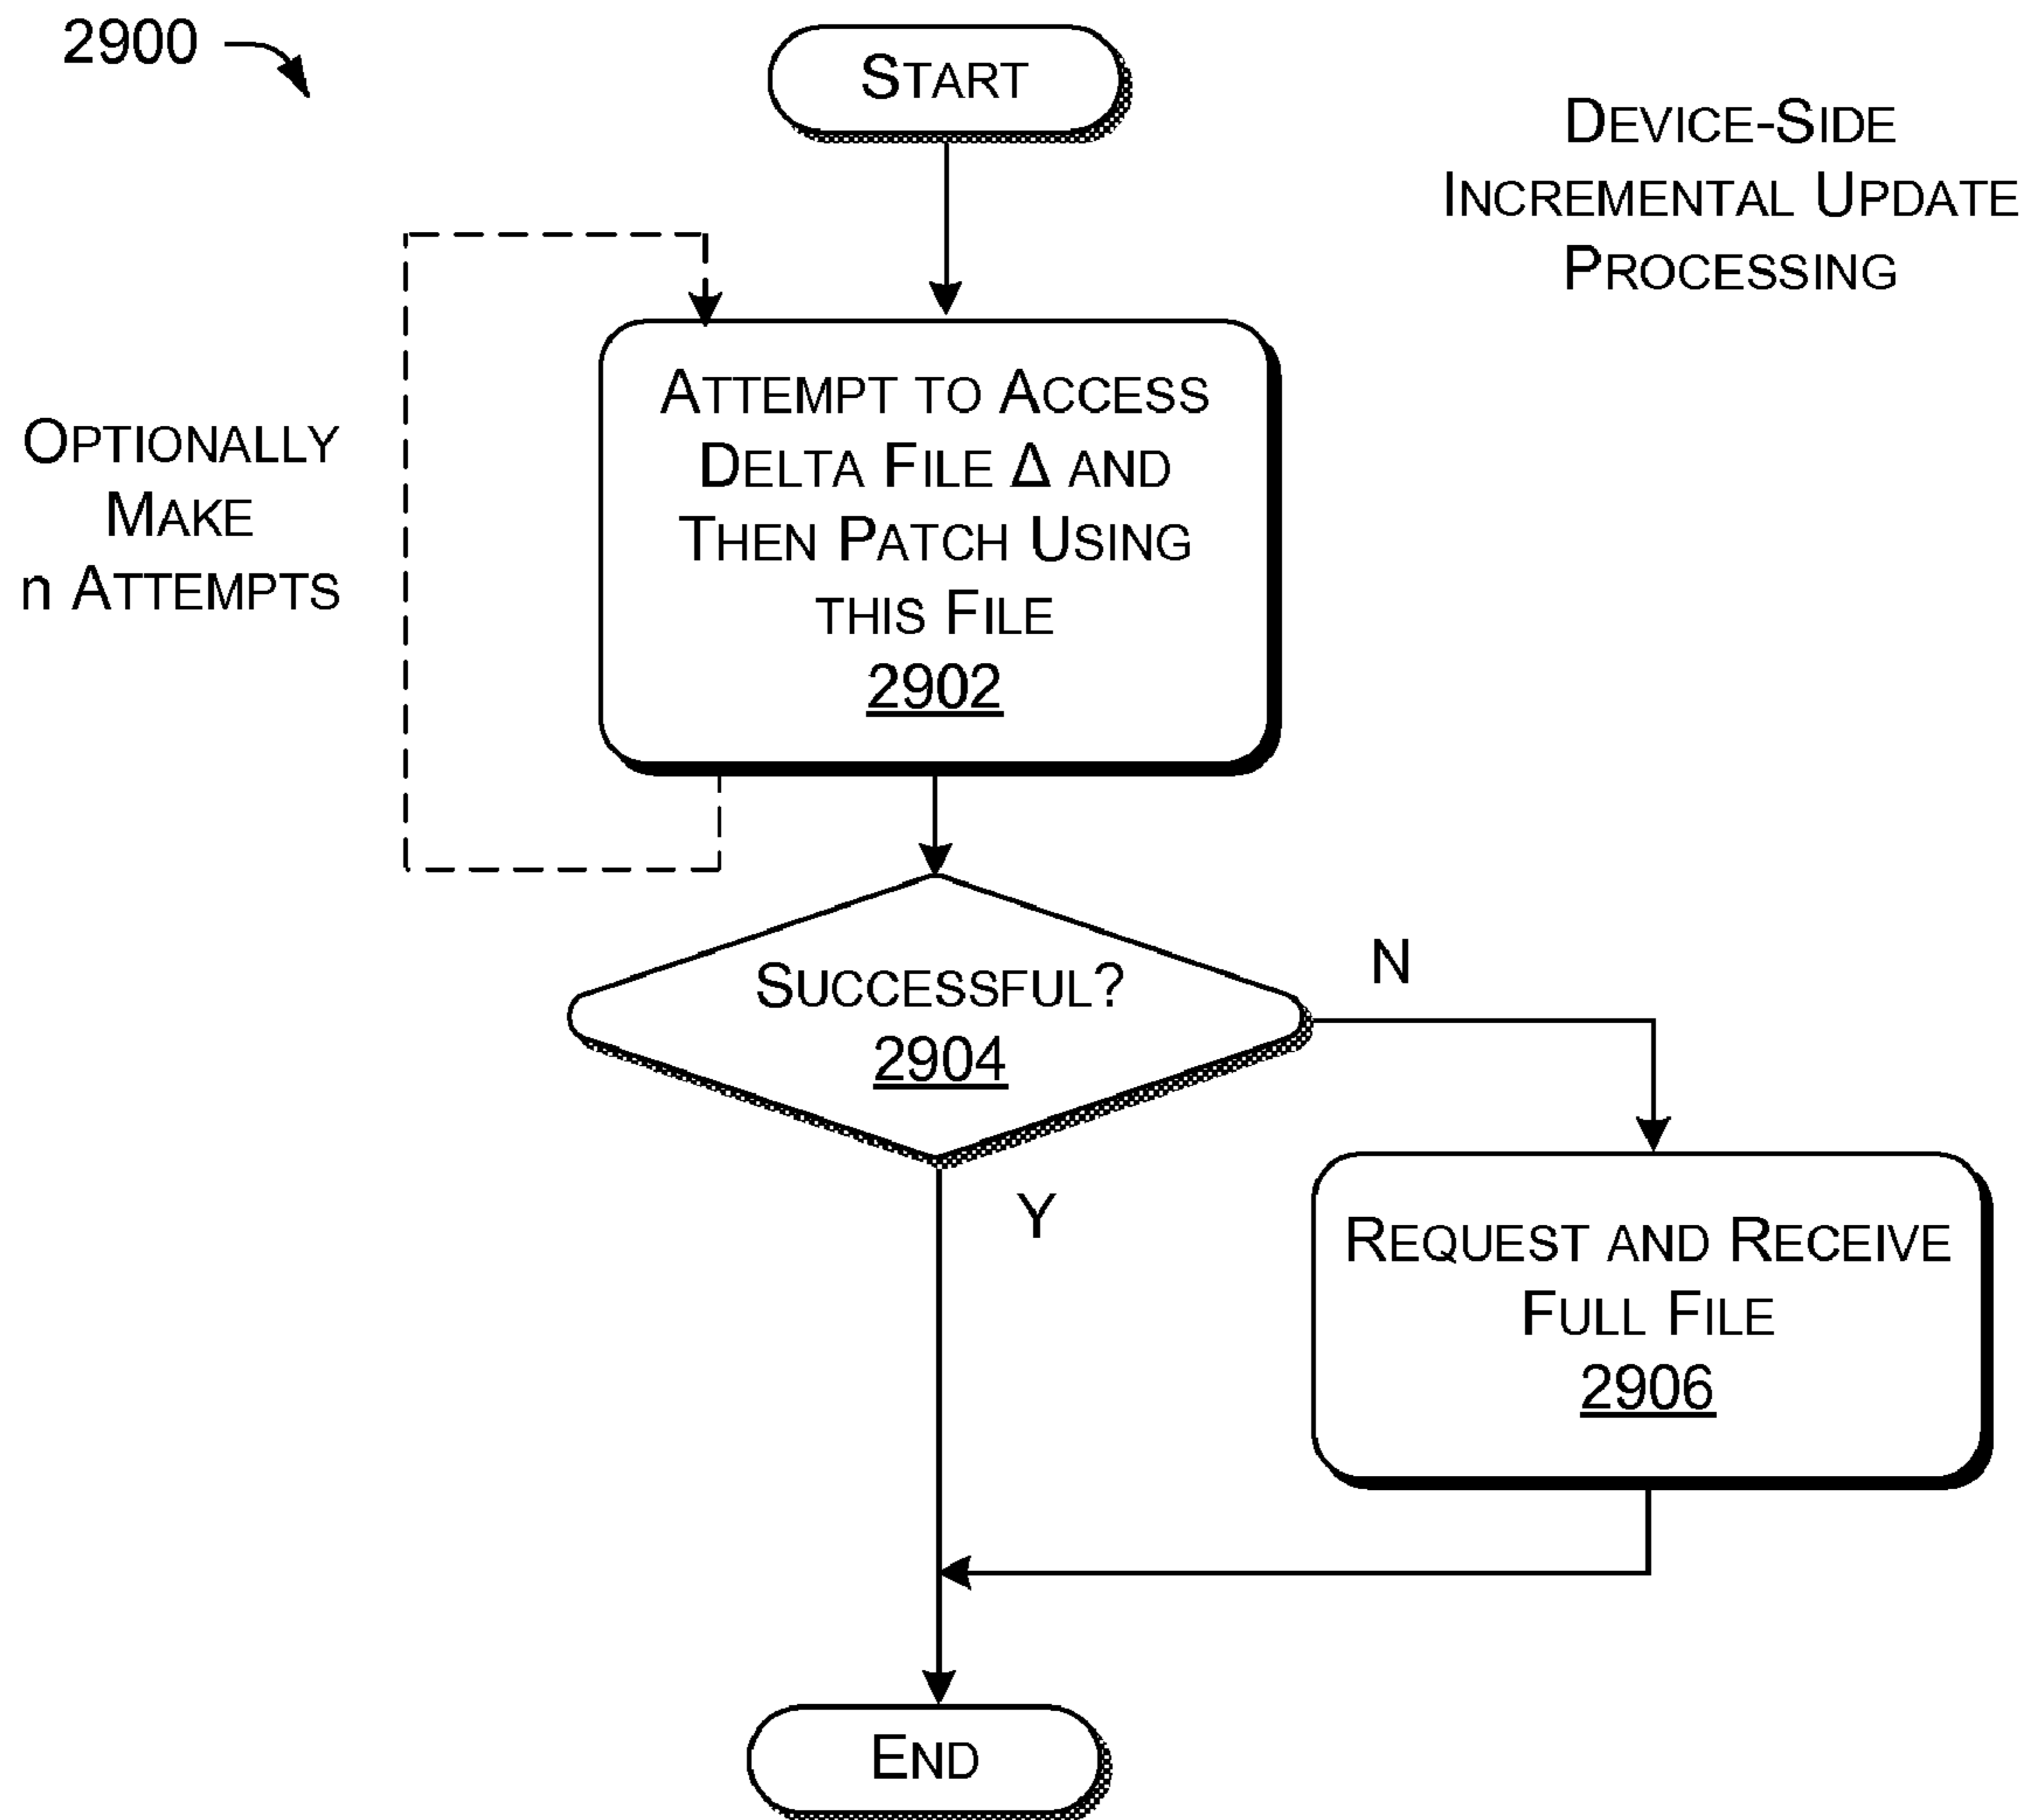 2900
START
DEVICE-SIDE
INCREMENTAL UPDATE
PROCESSING
OPTIONALLY
MAKE
n ATTEMPTS
ATTEMPT TO ACCESS
DELTA FILE Δ AND
THEN PATCH USING
THIS FILE
2902
SUCCESSFUL?
2904
N
Y
REQUEST AND RECEIVE
FULL FILE
2906
END